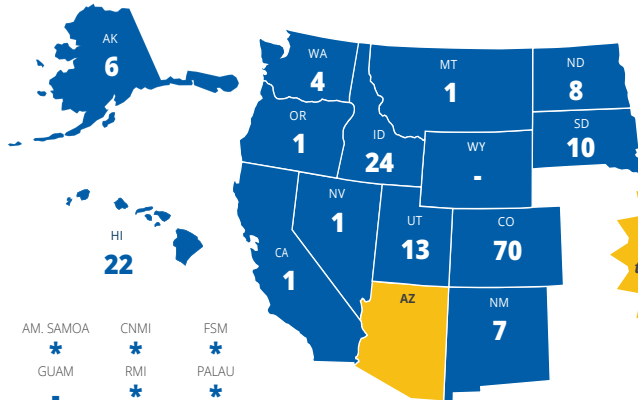 AK
6
WA
4
MT
1
ND
8
OR
1
ID
24
SD
10
WY
-
NV
1
UT
13
CO
70
HI
22
CA
1
AZ
NM
7
AM. SAMOA CNMI FSM
* * *
GUAM RMI PALAU
- * *